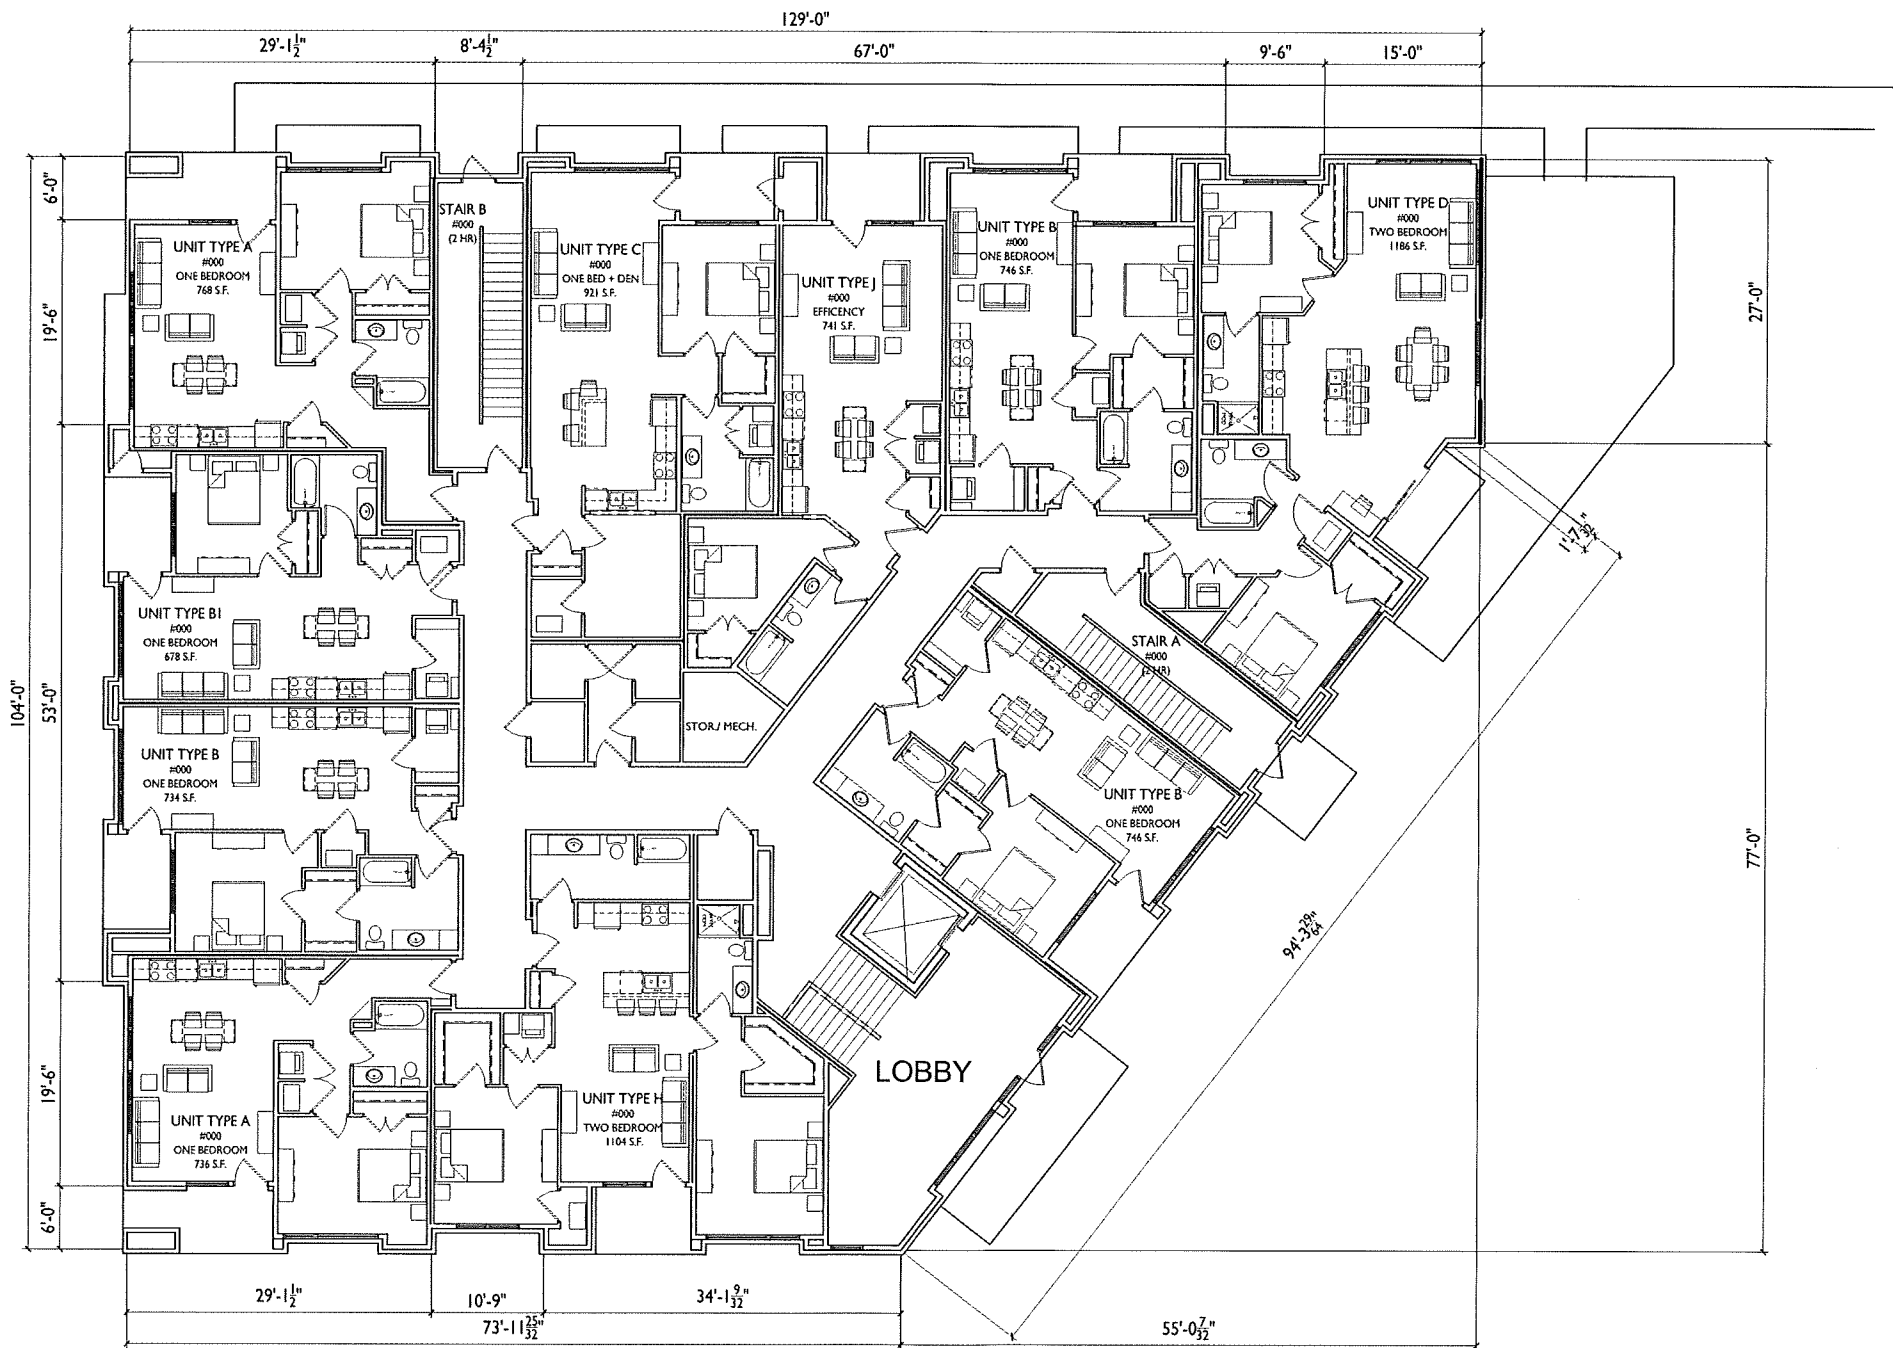 129'-0"
29'-1 1/2"
8'-4 1/2"
67'-0"
9'-6"
15'-0"
6'-0"
19'-6"
53'-0"
104'-0"
19'-6"
6'-0"
UNIT TYPE A
#000
ONE BEDROOM
768 S.F.
STAIR B
#000
(2 HR)
UNIT TYPE C
#000
ONE BED + DEN
921 S.F.
UNIT TYPE J
#000
EFFICENCY
741 S.F.
UNIT TYPE B
#000
ONE BEDROOM
746 S.F.
UNIT TYPE D
#000
TWO BEDROOM
1186 S.F.
27'-0"
1'-7 /32"
UNIT TYPE B1
#000
ONE BEDROOM
678 S.F.
STAIR A
#000
(2 HR)
UNIT TYPE B
#000
ONE BEDROOM
734 S.F.
STOR./ MECH.
UNIT TYPE B
#000
ONE BEDROOM
746 S.F.
77'-0"
94'-3 29/64"
LOBBY
UNIT TYPE A
#000
ONE BEDROOM
736 S.F.
UNIT TYPE H
#000
TWO BEDROOM
1104 S.F.
29'-1 1/2"
10'-9"
34'-1 9/32"
73'-11 25/32"
55'-0 7/32"